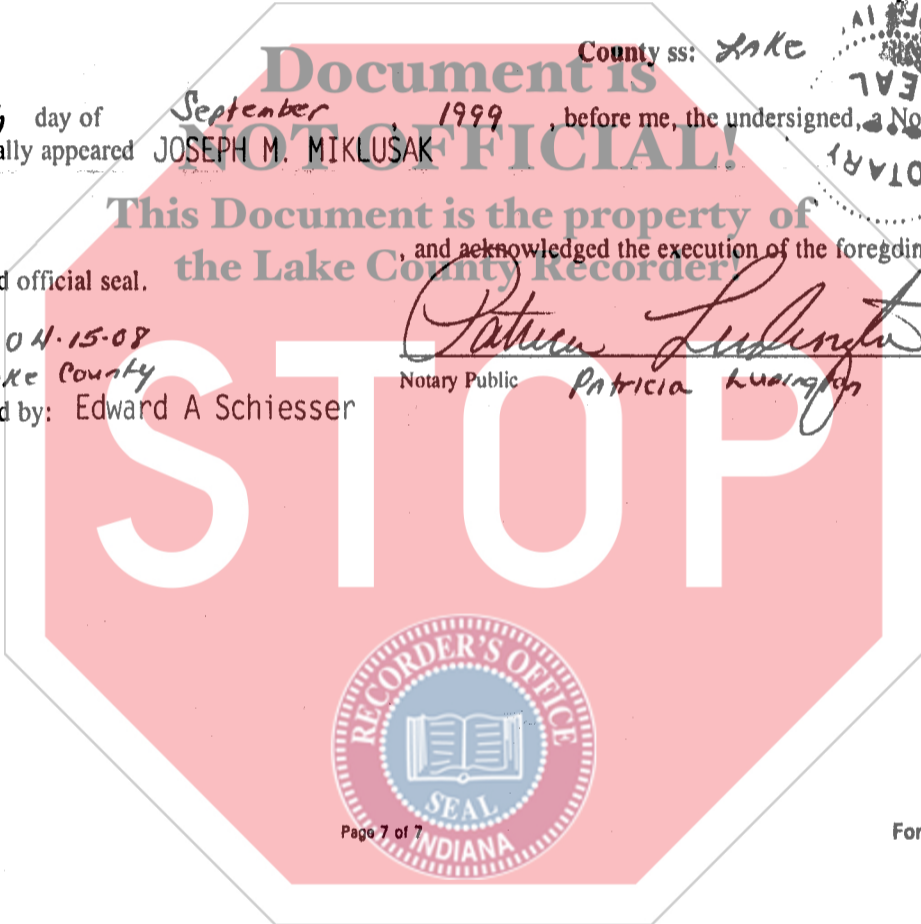 Document is
NOT OFFICIAL!
This Document is the property of
the Lake County Recorder!
STOP
County ss: Lake
day of September, 1999, before me, the undersigned, a No
ally appeared JOSEPH M. MIKLUSAK
, and acknowledged the execution of the foregoin
d official seal.
04-15-08
ke County
Notary Public Patricia Ludington
d by: Edward A Schiesser
RECORDER'S OFFICE
SEAL
INDIANA
Page 7 of 7
For